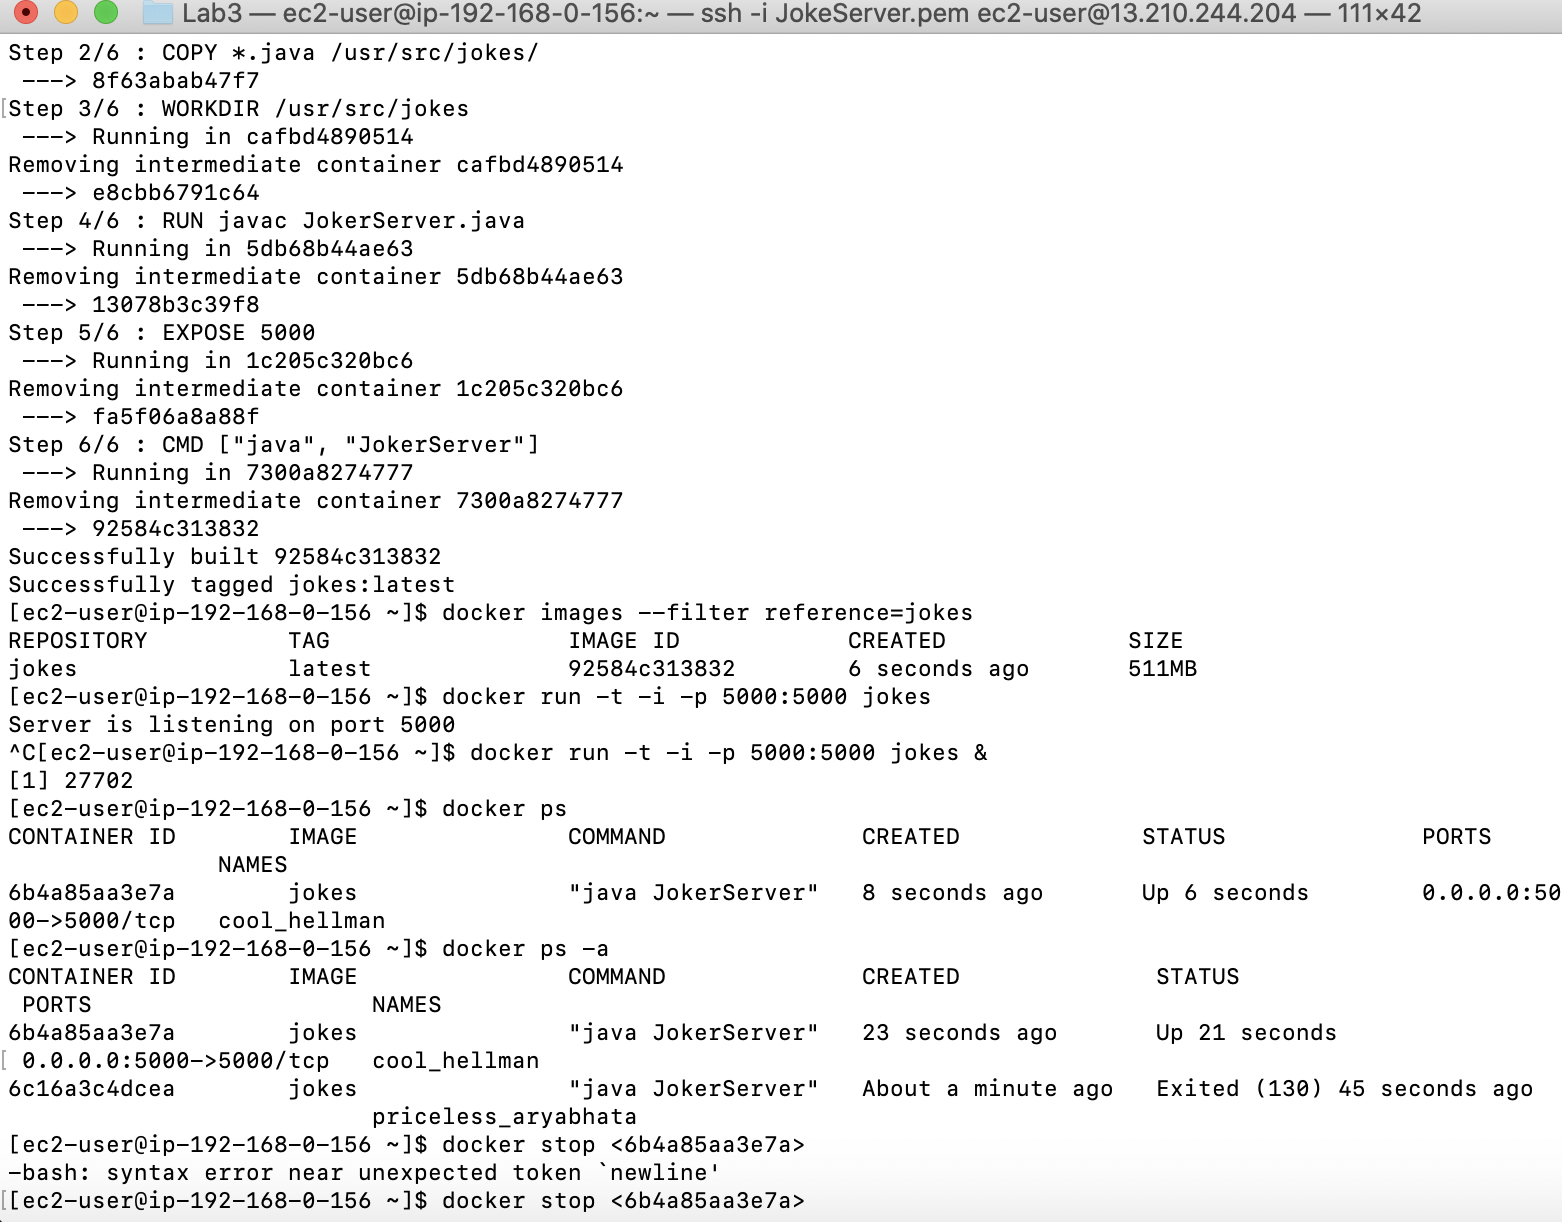 Lab3 — ec2-user@ip-192-168-0-156:~ — ssh -i JokeServer.pem ec2-user@13.210.244.204 — 111×42
Step 2/6 : COPY *.java /usr/src/jokes/
 ---> 8f63abab47f7
[Step 3/6 : WORKDIR /usr/src/jokes
 ---> Running in cafbd4890514
Removing intermediate container cafbd4890514
 ---> e8cbb6791c64
Step 4/6 : RUN javac JokerServer.java
 ---> Running in 5db68b44ae63
Removing intermediate container 5db68b44ae63
 ---> 13078b3c39f8
Step 5/6 : EXPOSE 5000
 ---> Running in 1c205c320bc6
Removing intermediate container 1c205c320bc6
 ---> fa5f06a8a88f
Step 6/6 : CMD ["java", "JokerServer"]
 ---> Running in 7300a8274777
Removing intermediate container 7300a8274777
 ---> 92584c313832
Successfully built 92584c313832
Successfully tagged jokes:latest
[ec2-user@ip-192-168-0-156 ~]$ docker images --filter reference=jokes
REPOSITORY          TAG                 IMAGE ID            CREATED             SIZE
jokes               latest              92584c313832        6 seconds ago       511MB
[ec2-user@ip-192-168-0-156 ~]$ docker run -t -i -p 5000:5000 jokes
Server is listening on port 5000
^C[ec2-user@ip-192-168-0-156 ~]$ docker run -t -i -p 5000:5000 jokes &
[1] 27702
[ec2-user@ip-192-168-0-156 ~]$ docker ps
CONTAINER ID        IMAGE               COMMAND              CREATED             STATUS              PORTS
               NAMES
6b4a85aa3e7a        jokes               "java JokerServer"   8 seconds ago       Up 6 seconds        0.0.0.0:50
00->5000/tcp   cool_hellman
[ec2-user@ip-192-168-0-156 ~]$ docker ps -a
CONTAINER ID        IMAGE               COMMAND              CREATED              STATUS
 PORTS                    NAMES
6b4a85aa3e7a        jokes               "java JokerServer"   23 seconds ago       Up 21 seconds
[ 0.0.0.0:5000->5000/tcp   cool_hellman
6c16a3c4dcea        jokes               "java JokerServer"   About a minute ago   Exited (130) 45 seconds ago
                          priceless_aryabhata
[ec2-user@ip-192-168-0-156 ~]$ docker stop <6b4a85aa3e7a>
-bash: syntax error near unexpected token `newline'
[[ec2-user@ip-192-168-0-156 ~]$ docker stop <6b4a85aa3e7a>